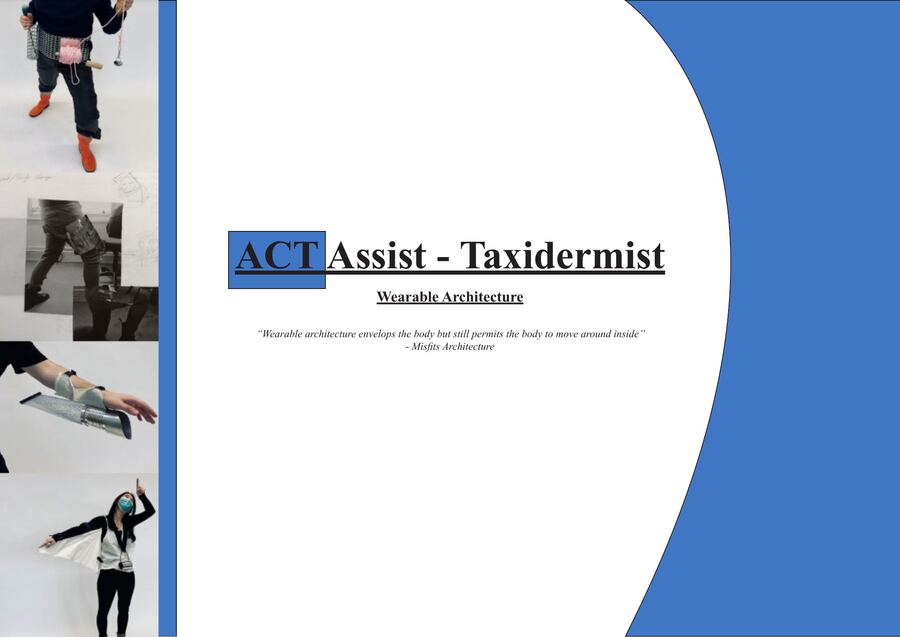 ACT Assist - Taxidermist
Wearable Architecture
“Wearable architecture envelops the body but still permits the body to move around inside”
- Misfits Architecture